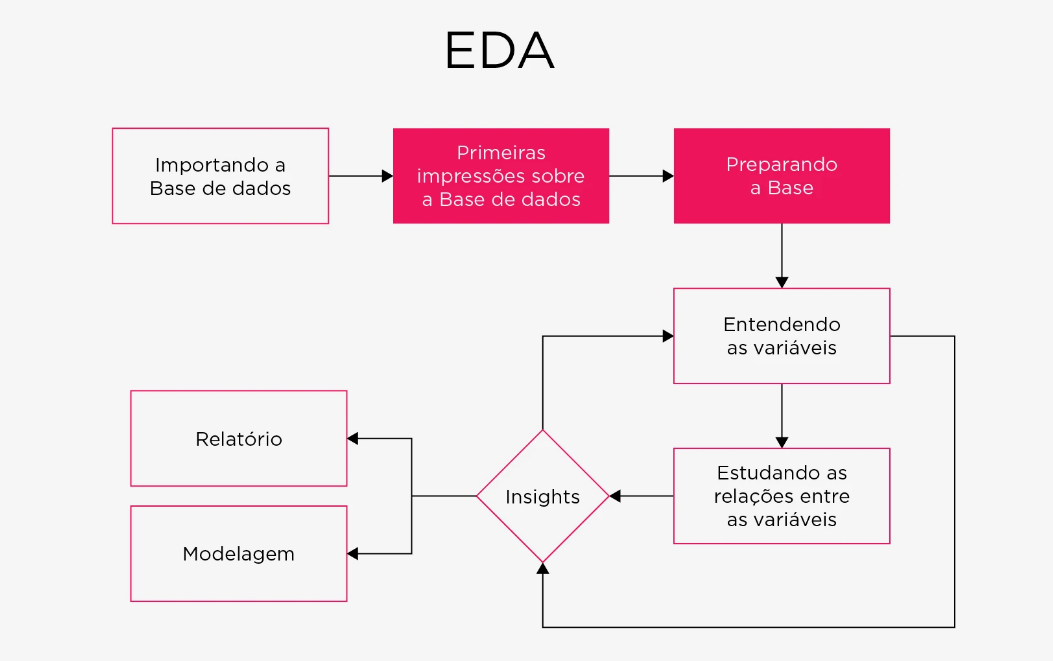 EDA
Importando a
Base de dados
Primeiras
impressões sobre
a Base de dados
Preparando
a Base
Entendendo
as variáveis
Estudando as
relações entre
as variáveis
Insights
Relatório
Modelagem